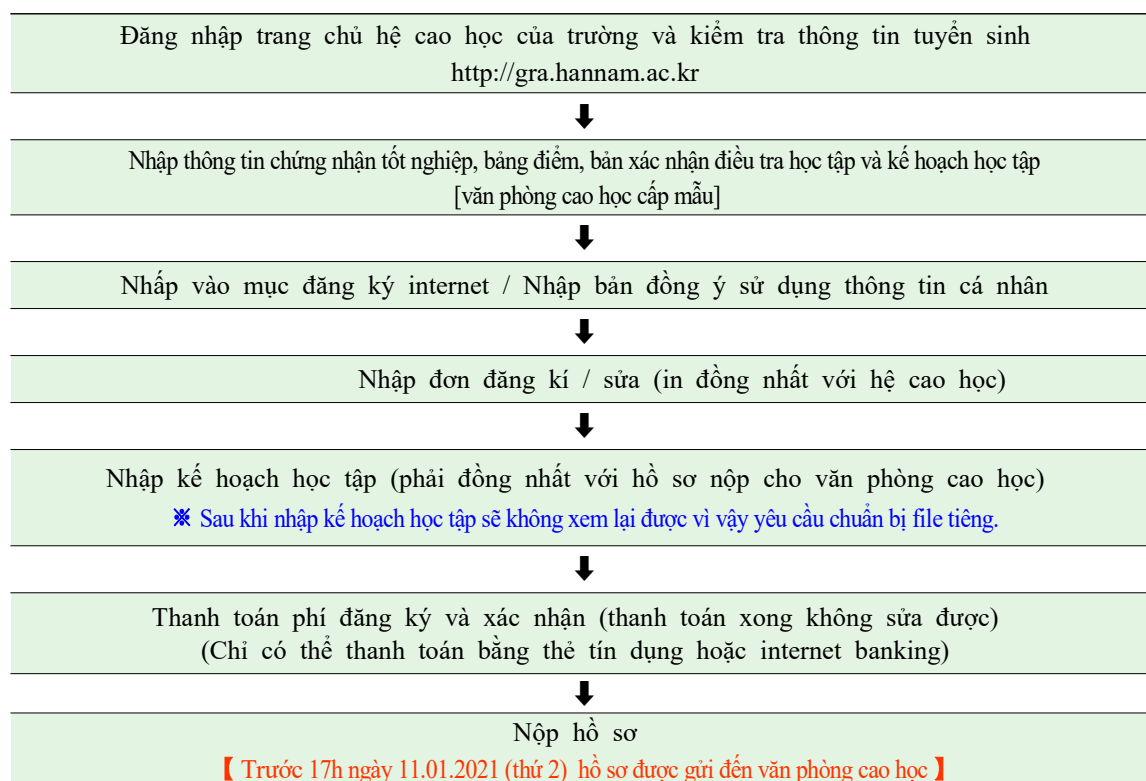 Đăng nhập trang chủ hệ cao học của trường và kiểm tra thông tin tuyển sinh
http://gra.hannam.ac.kr
Nhập thông tin chứng nhận tốt nghiệp, bảng điểm, bản xác nhận điều tra học tập và kế hoạch học tập
[văn phòng cao học cấp mẫu]
Nhấp vào mục đăng ký internet / Nhập bản đồng ý sử dụng thông tin cá nhân
Nhập đơn đăng kí / sửa (in đồng nhất với hệ cao học)
Nhập kế hoạch học tập (phải đồng nhất với hồ sơ nộp cho văn phòng cao học)
※ Sau khi nhập kế hoạch học tập sẽ không xem lại được vì vậy yêu cầu chuẩn bị file tiêng.
Thanh toán phí đăng ký và xác nhận (thanh toán xong không sửa được)
(Chỉ có thể thanh toán bằng thẻ tín dụng hoặc internet banking)
Nộp hồ sơ
【 Trước 17h ngày 11.01.2021 (thứ 2) hồ sơ được gửi đến văn phòng cao học 】